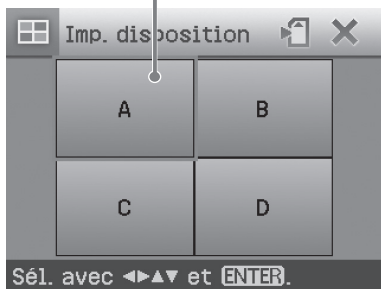 Imp. disposition
A
B
C
D
Sél. avec ◄►▲▼ et ENTER.